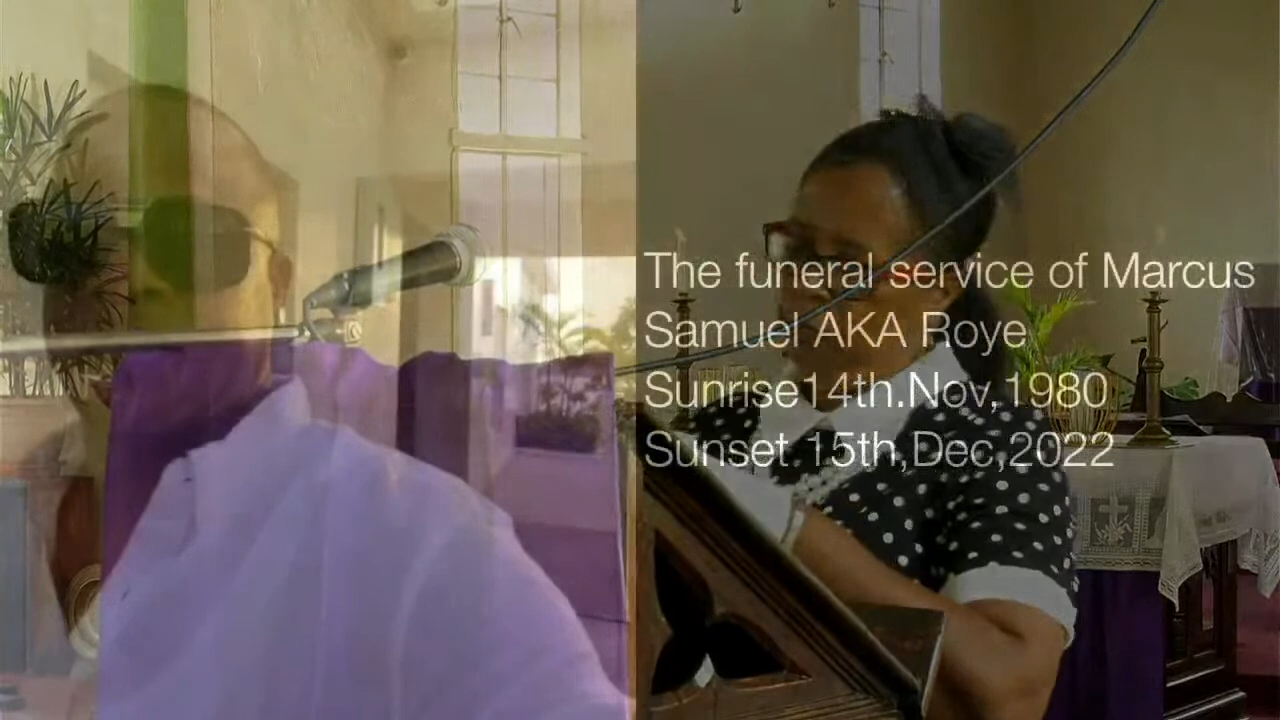 The funeral service of Marcus
Samuel AKA Roye
Sunrise14th.Nov,1980
Sunset 15th,Dec,2022